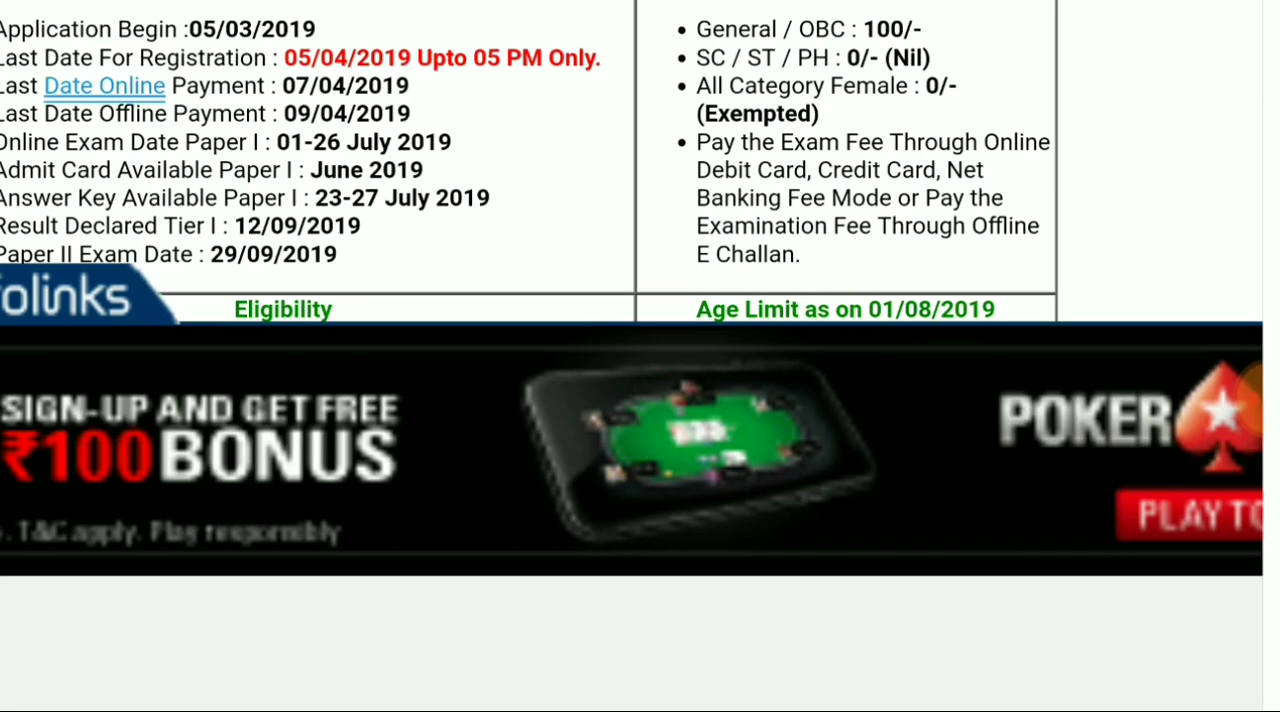 Application Begin :05/03/2019
Last Date For Registration : 05/04/2019 Upto 05 PM Only.
Last Date Online Payment : 07/04/2019
Last Date Offline Payment : 09/04/2019
Online Exam Date Paper I : 01-26 July 2019
Admit Card Available Paper I : June 2019
Answer Key Available Paper I : 23-27 July 2019
Result Declared Tier I : 12/09/2019
Paper II Exam Date : 29/09/2019
General / OBC : 100/-
SC / ST / PH : 0/- (Nil)
All Category Female : 0/-
(Exempted)
Pay the Exam Fee Through Online
Debit Card, Credit Card, Net
Banking Fee Mode or Pay the
Examination Fee Through Offline
E Challan.
olinks
Eligibility
Age Limit as on 01/08/2019
SIGN-UP AND GET FREE
₹100 BONUS
. T&C apply. Play responsibly
POKER
PLAY TO